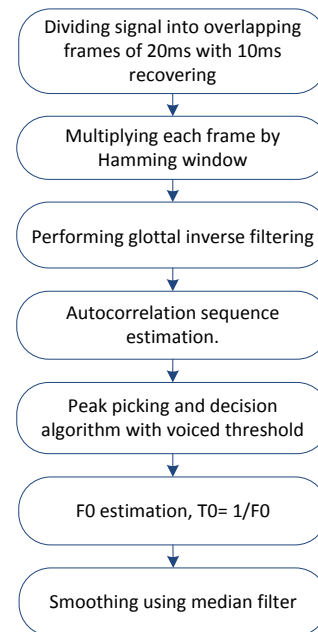 Dividing signal into overlapping
frames of 20ms with 10ms
recovering
Multiplying each frame by
Hamming window
Performing glottal inverse filtering
Autocorrelation sequence
estimation.
Peak picking and decision
algorithm with voiced threshold
F0 estimation, T0= 1/F0
Smoothing using median filter